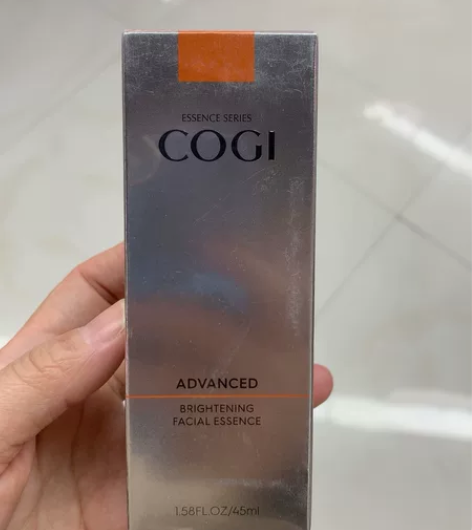 ESSENCE SERIES
COGI
ADVANCED
BRIGHTENING
FACIAL ESSENCE
1.58FL.OZ/45ml